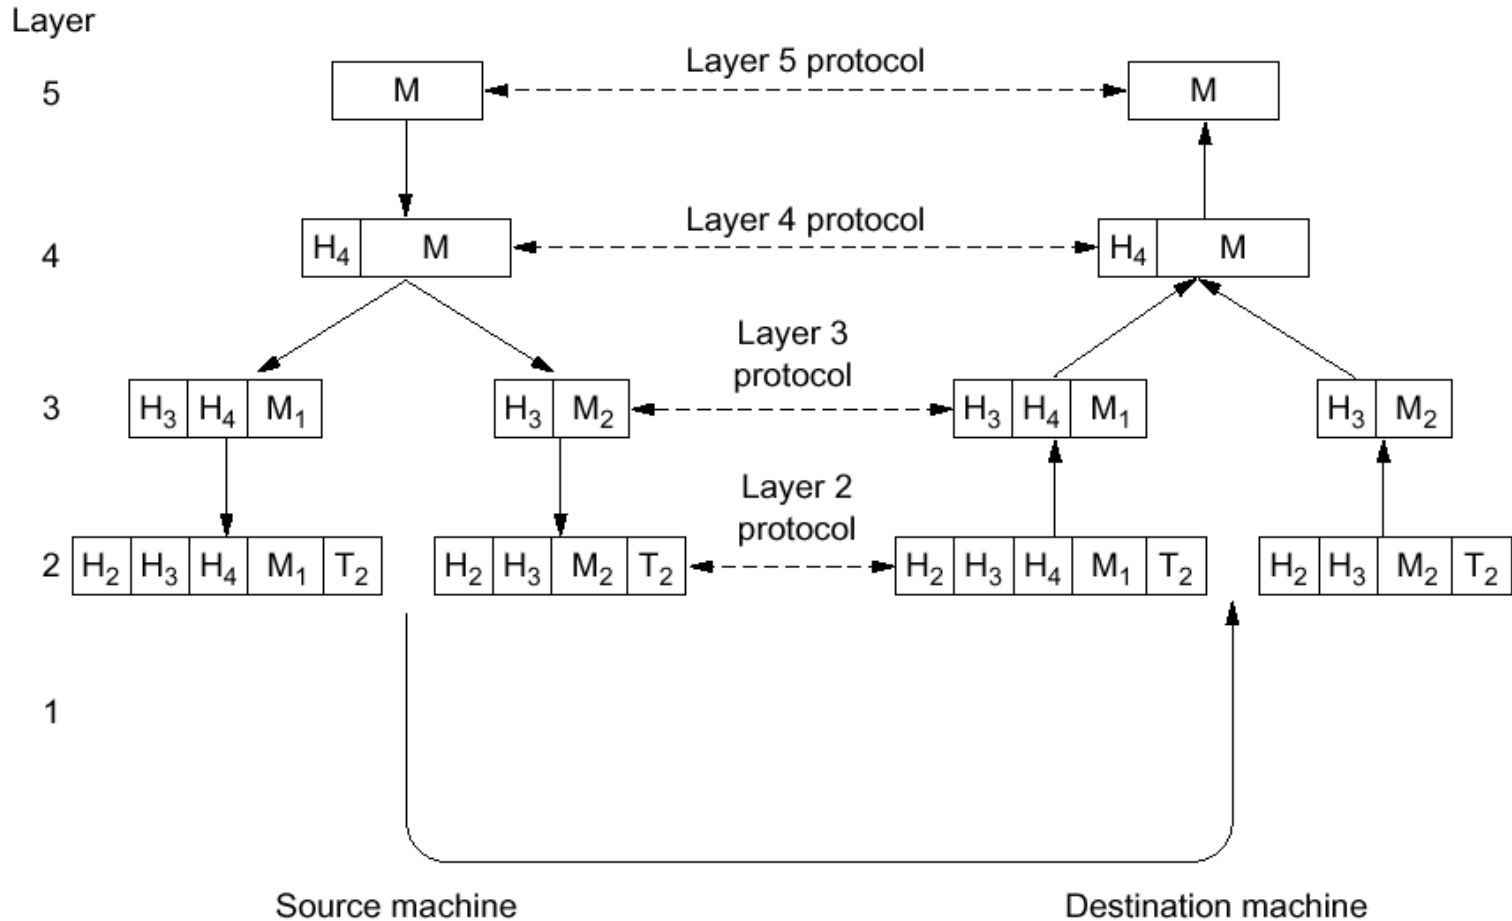 Layer
5 M Layer 5 protocol M
4 H4 M Layer 4 protocol H4 M
Layer 3
protocol
3 H3 H4 M1 H3 M2 H3 H4 M1 H3 M2
Layer 2
protocol
2 H2 H3 H4 M1 T2 H2 H3 M2 T2 H2 H3 H4 M1 T2 H2 H3 M2 T2
1
Source machine Destination machine